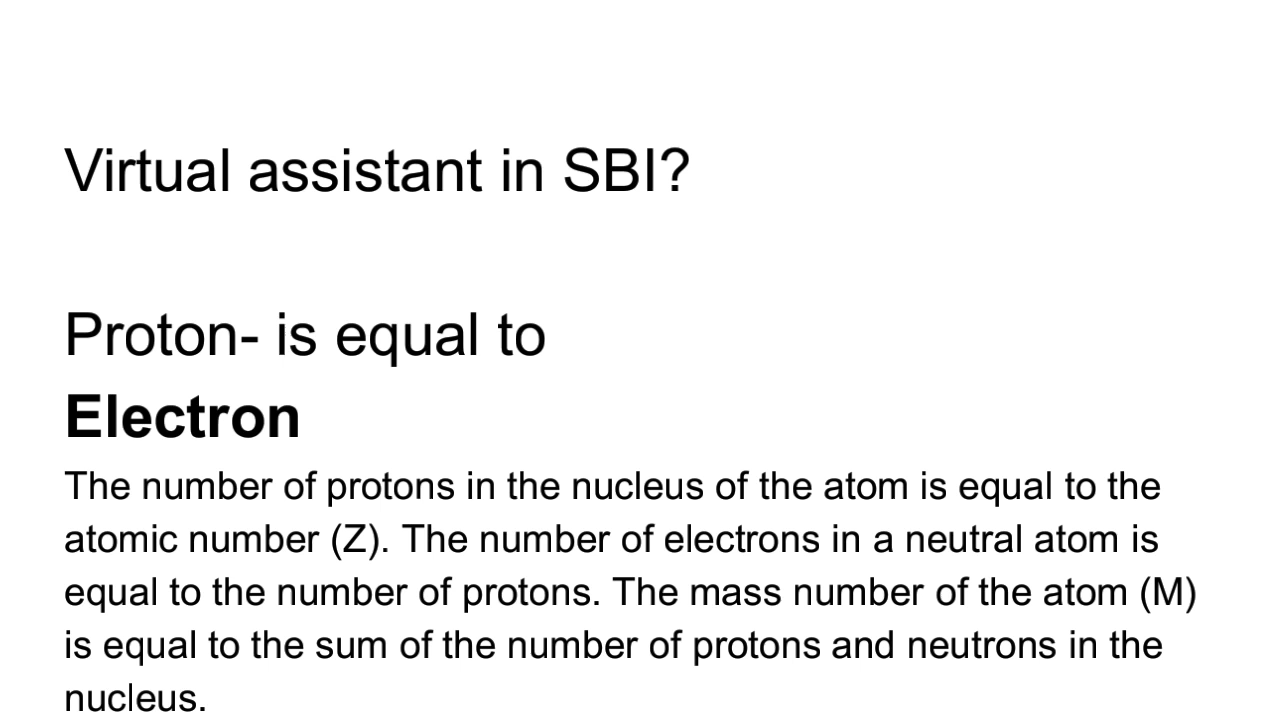 Virtual assistant in SBI?
Proton- is equal to
Electron
The number of protons in the nucleus of the atom is equal to the
atomic number (Z). The number of electrons in a neutral atom is
equal to the number of protons. The mass number of the atom (M)
is equal to the sum of the number of protons and neutrons in the
nucleus.